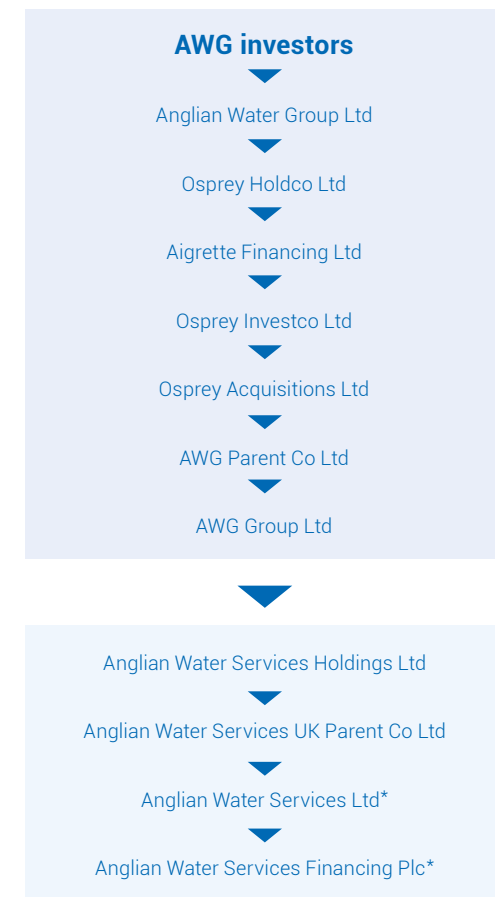 AWG investors
Anglian Water Group Ltd
Osprey Holdco Ltd
Aigrette Financing Ltd
Osprey Investco Ltd
Osprey Acquisitions Ltd
AWG Parent Co Ltd
AWG Group Ltd
Anglian Water Services Holdings Ltd
Anglian Water Services UK Parent Co Ltd
Anglian Water Services Ltd*
Anglian Water Services Financing Plc*